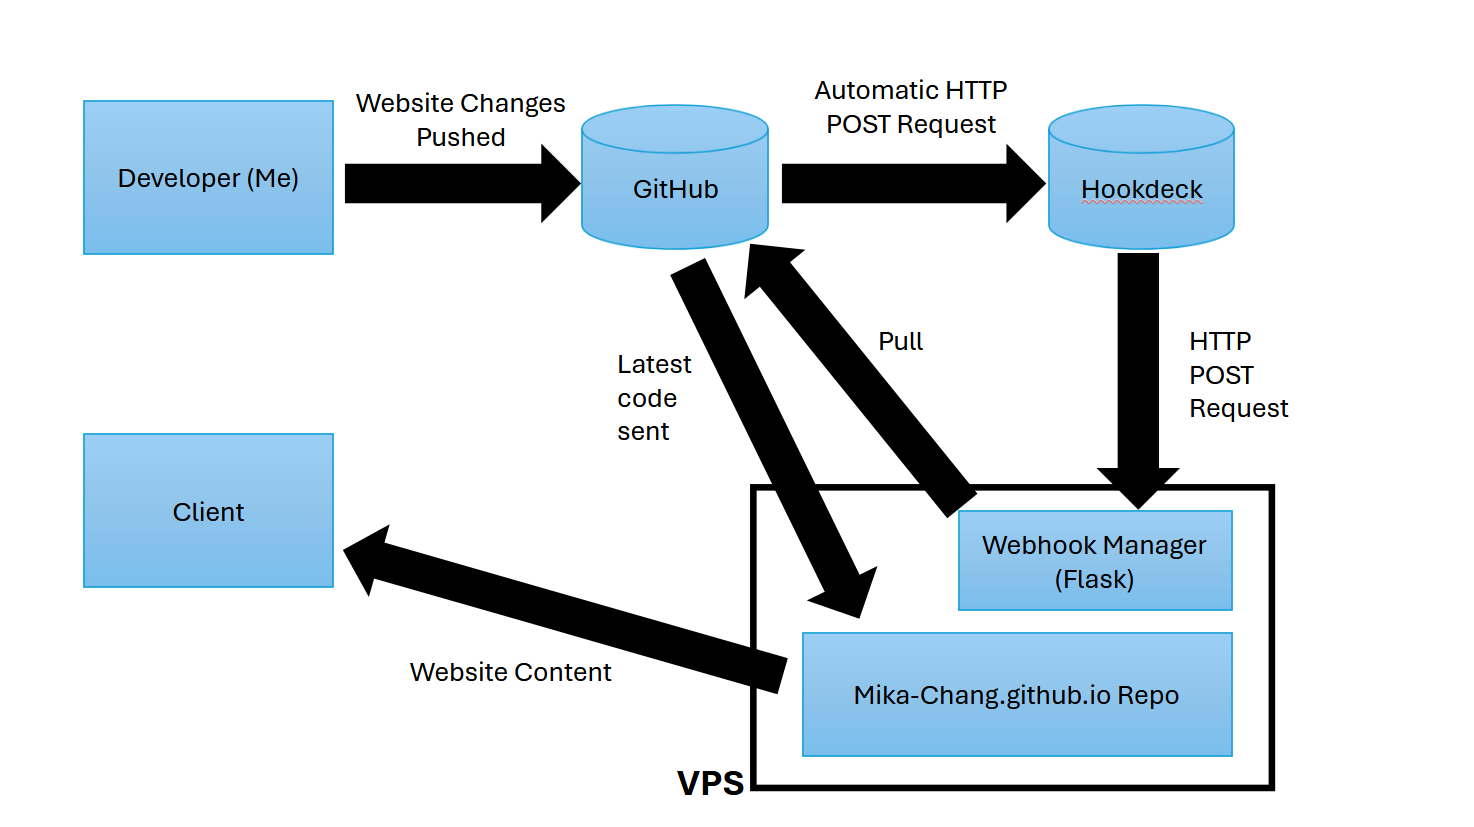 Website Changes
Pushed
Automatic HTTP
POST Request
Developer (Me)
GitHub
Hookdeck
Latest
code
sent
Pull
HTTP
POST
Request
Client
Webhook Manager
(Flask)
Website Content
Mika-Chang.github.io Repo
VPS